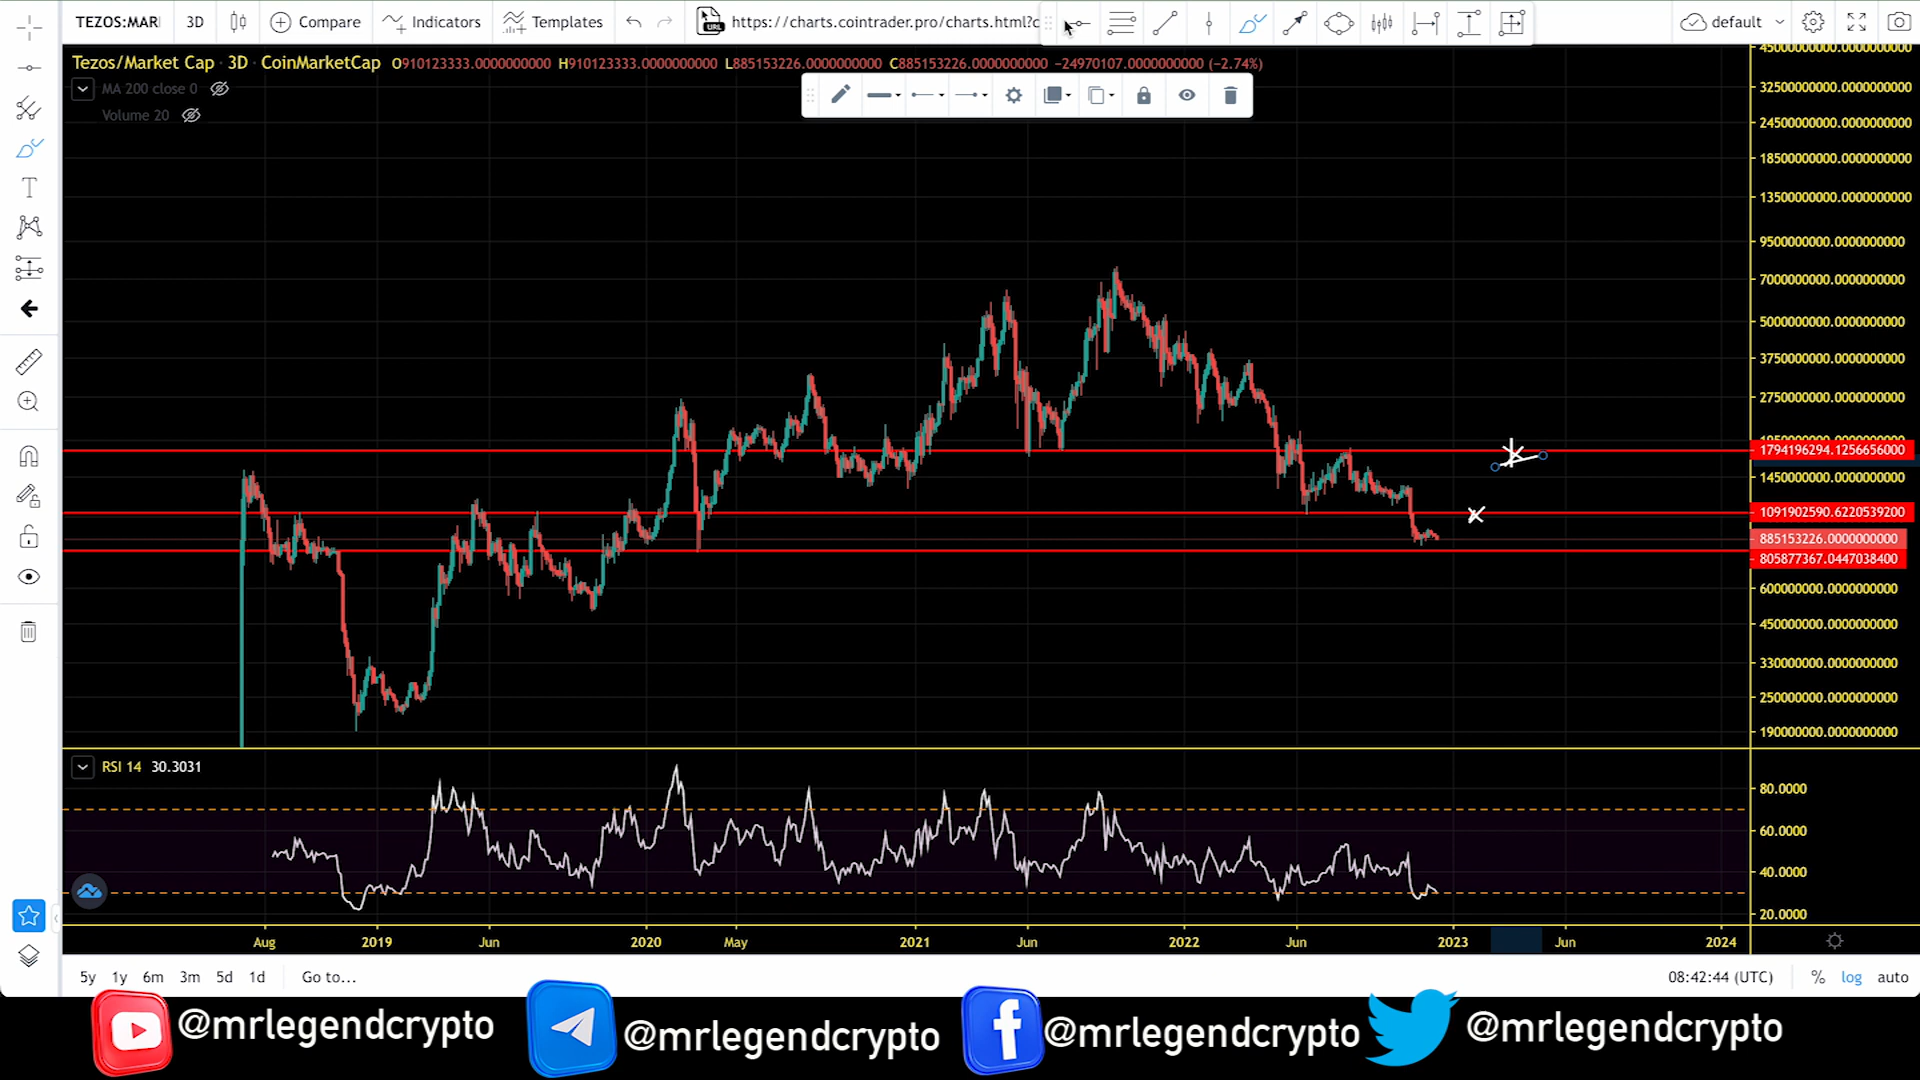 TEZOS:MAR 3D Compare Indicators Templates https://charts.cointrader.pro/charts.html?c default
Tezos/Market Cap · 3D · CoinMarketCap O910123333.0000000000 H910123333.0000000000 L885153226.0000000000 C885153226.0000000000 −24970107.0000000000 (−2.74%)
MA 200 close 0
Volume 20
32500000000.0000000000
24500000000.0000000000
18500000000.0000000000
13500000000.0000000000
9500000000.0000000000
7000000000.0000000000
5000000000.0000000000
3750000000.0000000000
2750000000.0000000000
1794196294.1256656000
1450000000.0000000000
1091902590.6220539200
885153226.0000000000
805877367.0447038400
600000000.0000000000
450000000.0000000000
330000000.0000000000
250000000.0000000000
190000000.0000000000
RSI 14 30.3031
80.0000
60.0000
40.0000
20.0000
Aug 2019 Jun 2020 May 2021 Jun 2022 Jun 2023 Jun 2024
5y 1y 6m 3m 5d 1d Go to... 08:42:44 (UTC) % log auto
@mrlegendcrypto @mrlegendcrypto @mrlegendcrypto @mrlegendcrypto